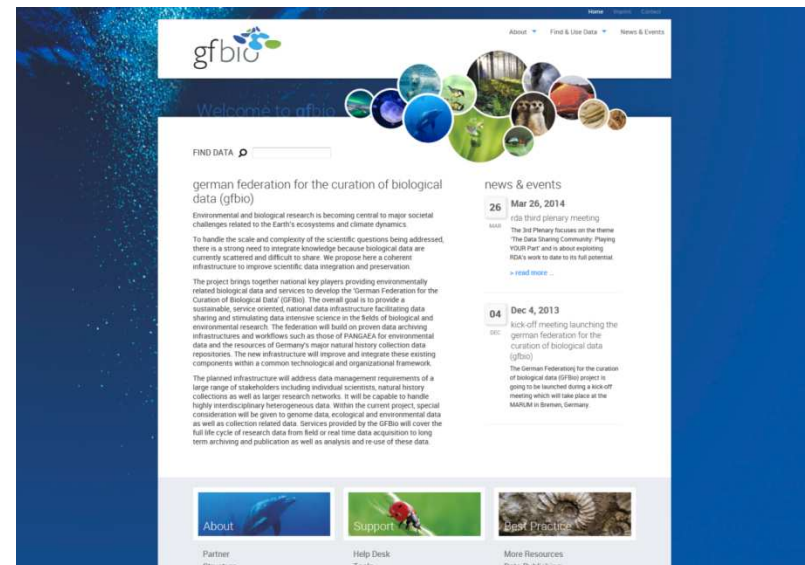 Home Imprint Contact
gfbio
About Find & Use Data News & Events
Welcome to gfbio
FIND DATA
german federation for the curation of biological
data (gfbio)
Environmental and biological research is becoming central to major societal
challenges related to the Earth's ecosystems and climate dynamics.
To handle the scale and complexity of the scientific questions being addressed,
there is a strong need to integrate knowledge because biological data are
currently scattered and difficult to share. We propose here a coherent
infrastructure to improve scientific data integration and preservation.
The project brings together national key players providing environmentally
related biological data and services to develop the 'German Federation for the
Curation of Biological Data' (GFBio). The overall goal is to provide a
sustainable, service oriented, national data infrastructure facilitating data
sharing and stimulating data intensive science in the fields of biological and
environmental research. The federation will build on proven data archiving
infrastructures and workflows such as those of PANGAEA for environmental
data and the resources of Germany's major natural history collection data
repositories. The new infrastructure will improve and integrate these existing
components within a common technological and organizational framework.
The planned infrastructure will address data management requirements of a
large range of stakeholders including individual scientists, natural history
collections as well as larger research networks. It will be capable to handle
highly interdisciplinary heterogeneous data. Within the current project, special
consideration will be given to genome data, ecological and environmental data
as well as collection related data. Services provided by the GFBio will cover the
full life cycle of research data from field or real time data acquisition to long
term archiving and publication as well as analysis and re-use of these data.
news & events
26
MAR
Mar 26, 2014
rda third plenary meeting
The 3rd Plenary focuses on the theme
'The Data Sharing Community: Playing
YOUR Part' and is about exploiting
RDA's work to date to its full potential.
> read more ...
04
DEC
Dec 4, 2013
kick-off meeting launching the
german federation for the
curation of biological data
(gfbio)
The German Federation for the curation
of biological data (GFBio) project is
going to be launched during a kick-off
meeting which will take place at the
MARUM in Bremen, Germany.
About
Support
Best Practice
Partner
Help Desk
More Resources